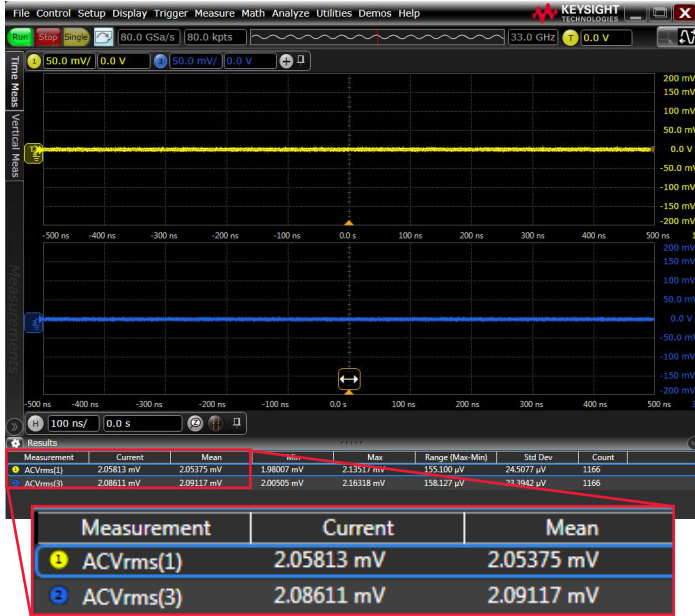 File Control Setup Display Trigger Measure Math Analyze Utilities Demos Help
KEYSIGHT
TECHNOLOGIES
Run Stop Single 80.0 GSa/s 80.0 kpts 33.0 GHz T 0.0 V
1 50.0 mV/ 0.0 V 3 50.0 mV/ 0.0 V
Time Meas
Vertical Meas
Measurements
200 mV
150 mV
100 mV
50.0 mV
0.0 V
-50.0 mV
-100 mV
-150 mV
-200 mV
-500 ns -400 ns -300 ns -200 ns -100 ns 0.0 s 100 ns 200 ns 300 ns 400 ns 500 ns
200 mV
150 mV
100 mV
50.0 mV
0.0 V
-50.0 mV
-100 mV
-150 mV
-200 mV
-500 ns -400 ns -300 ns -200 ns -100 ns 0.0 s 100 ns 200 ns 300 ns 400 ns 500 ns
H 100 ns/ 0.0 s
Results
Measurement Current Mean Min Max Range (Max-Min) Std Dev Count
1 ACVrms(1) 2.05813 mV 2.05375 mV 1.98007 mV 2.13517 mV 155.100 µV 24.5077 µV 1166
2 ACVrms(3) 2.08611 mV 2.09117 mV 2.00505 mV 2.16318 mV 158.127 µV 23.3942 µV 1166
Measurement Current Mean
1 ACVrms(1) 2.05813 mV 2.05375 mV
2 ACVrms(3) 2.08611 mV 2.09117 mV